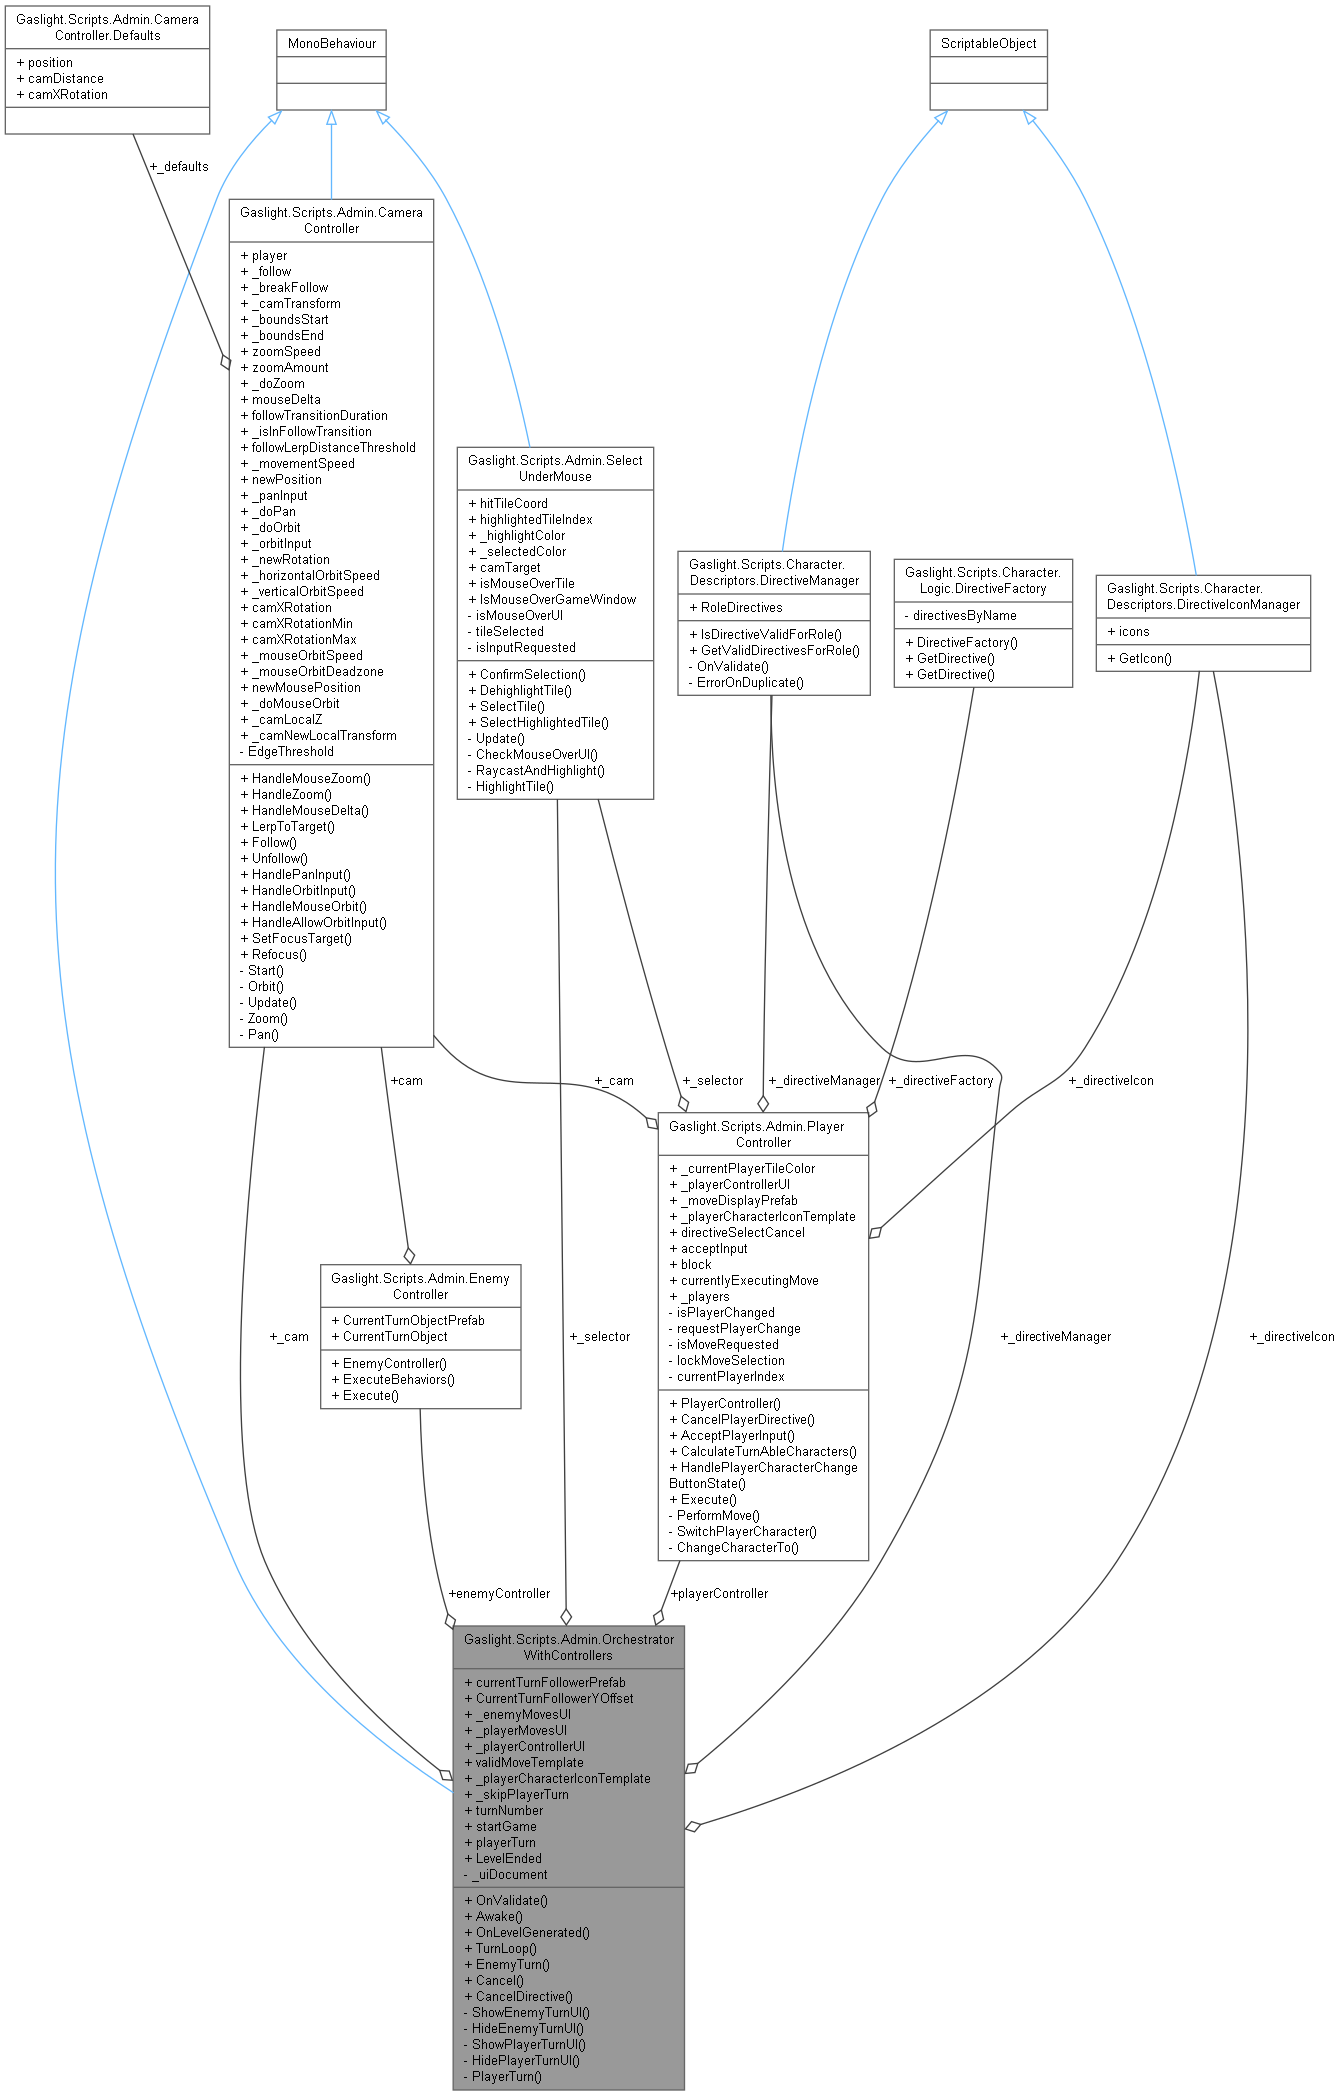 Gaslight.Scripts.Admin.Camera
Controller.Defaults
+ position
+ camDistance
+ camXRotation
MonoBehaviour
ScriptableObject
+_defaults
Gaslight.Scripts.Admin.Camera
Controller
+ player
+ _follow
+ _breakFollow
+ _camTransform
+ _boundsStart
+ _boundsEnd
+ zoomSpeed
+ zoomAmount
+ _doZoom
+ mouseDelta
+ followTransitionDuration
+ _isInFollowTransition
+ followLerpDistanceThreshold
+ _movementSpeed
+ newPosition
+ _panInput
+ _doPan
+ _doOrbit
+ _orbitInput
+ _newRotation
+ _horizontalOrbitSpeed
+ _verticalOrbitSpeed
+ camXRotation
+ camXRotationMin
+ camXRotationMax
+ _mouseOrbitSpeed
+ _mouseOrbitDeadzone
+ newMousePosition
+ _doMouseOrbit
+ _camLocalZ
+ _camNewLocalTransform
- EdgeThreshold
+ HandleMouseZoom()
+ HandleZoom()
+ HandleMouseDelta()
+ LerpToTarget()
+ Follow()
+ Unfollow()
+ HandlePanInput()
+ HandleOrbitInput()
+ HandleMouseOrbit()
+ HandleAllowOrbitInput()
+ SetFocusTarget()
+ Refocus()
- Start()
- Orbit()
- Update()
- Zoom()
- Pan()
Gaslight.Scripts.Admin.Select
UnderMouse
+ hitTileCoord
+ highlightedTileIndex
+ _highlightColor
+ _selectedColor
+ camTarget
+ isMouseOverTile
+ IsMouseOverGameWindow
- isMouseOverUI
- tileSelected
- isInputRequested
+ ConfirmSelection()
+ DehighlightTile()
+ SelectTile()
+ SelectHighlightedTile()
- Update()
- CheckMouseOverUI()
- RaycastAndHighlight()
- HighlightTile()
Gaslight.Scripts.Character.
Descriptors.DirectiveManager
+ RoleDirectives
+ IsDirectiveValidForRole()
+ GetValidDirectivesForRole()
- OnValidate()
- ErrorOnDuplicate()
Gaslight.Scripts.Character.
Logic.DirectiveFactory
- directivesByName
+ DirectiveFactory()
+ GetDirective()
+ GetDirective()
Gaslight.Scripts.Character.
Descriptors.DirectiveIconManager
+ icons
+ GetIcon()
+cam
+_cam
+_selector
+_directiveManager
+_directiveFactory
+_directiveIcon
Gaslight.Scripts.Admin.Player
Controller
+ _currentPlayerTileColor
+ _playerControllerUI
+ _moveDisplayPrefab
+ _playerCharacterIconTemplate
+ directiveSelectCancel
+ acceptInput
+ block
+ currentlyExecutingMove
+ _players
- isPlayerChanged
- requestPlayerChange
- isMoveRequested
- lockMoveSelection
- currentPlayerIndex
+ PlayerController()
+ CancelPlayerDirective()
+ AcceptPlayerInput()
+ CalculateTurnAbleCharacters()
+ HandlePlayerCharacterChange
ButtonState()
+ Execute()
- PerformMove()
- SwitchPlayerCharacter()
- ChangeCharacterTo()
Gaslight.Scripts.Admin.Enemy
Controller
+ CurrentTurnObjectPrefab
+ CurrentTurnObject
+ EnemyController()
+ ExecuteBehaviors()
+ Execute()
+_cam
+_selector
+_directiveManager
+_directiveIcon
+enemyController
+playerController
Gaslight.Scripts.Admin.Orchestrator
WithControllers
+ currentTurnFollowerPrefab
+ CurrentTurnFollowerYOffset
+ _enemyMovesUI
+ _playerMovesUI
+ _playerControllerUI
+ validMoveTemplate
+ _playerCharacterIconTemplate
+ _skipPlayerTurn
+ turnNumber
+ startGame
+ playerTurn
+ LevelEnded
- _uiDocument
+ OnValidate()
+ Awake()
+ OnLevelGenerated()
+ TurnLoop()
+ EnemyTurn()
+ Cancel()
+ CancelDirective()
- ShowEnemyTurnUI()
- HideEnemyTurnUI()
- ShowPlayerTurnUI()
- HidePlayerTurnUI()
- PlayerTurn()